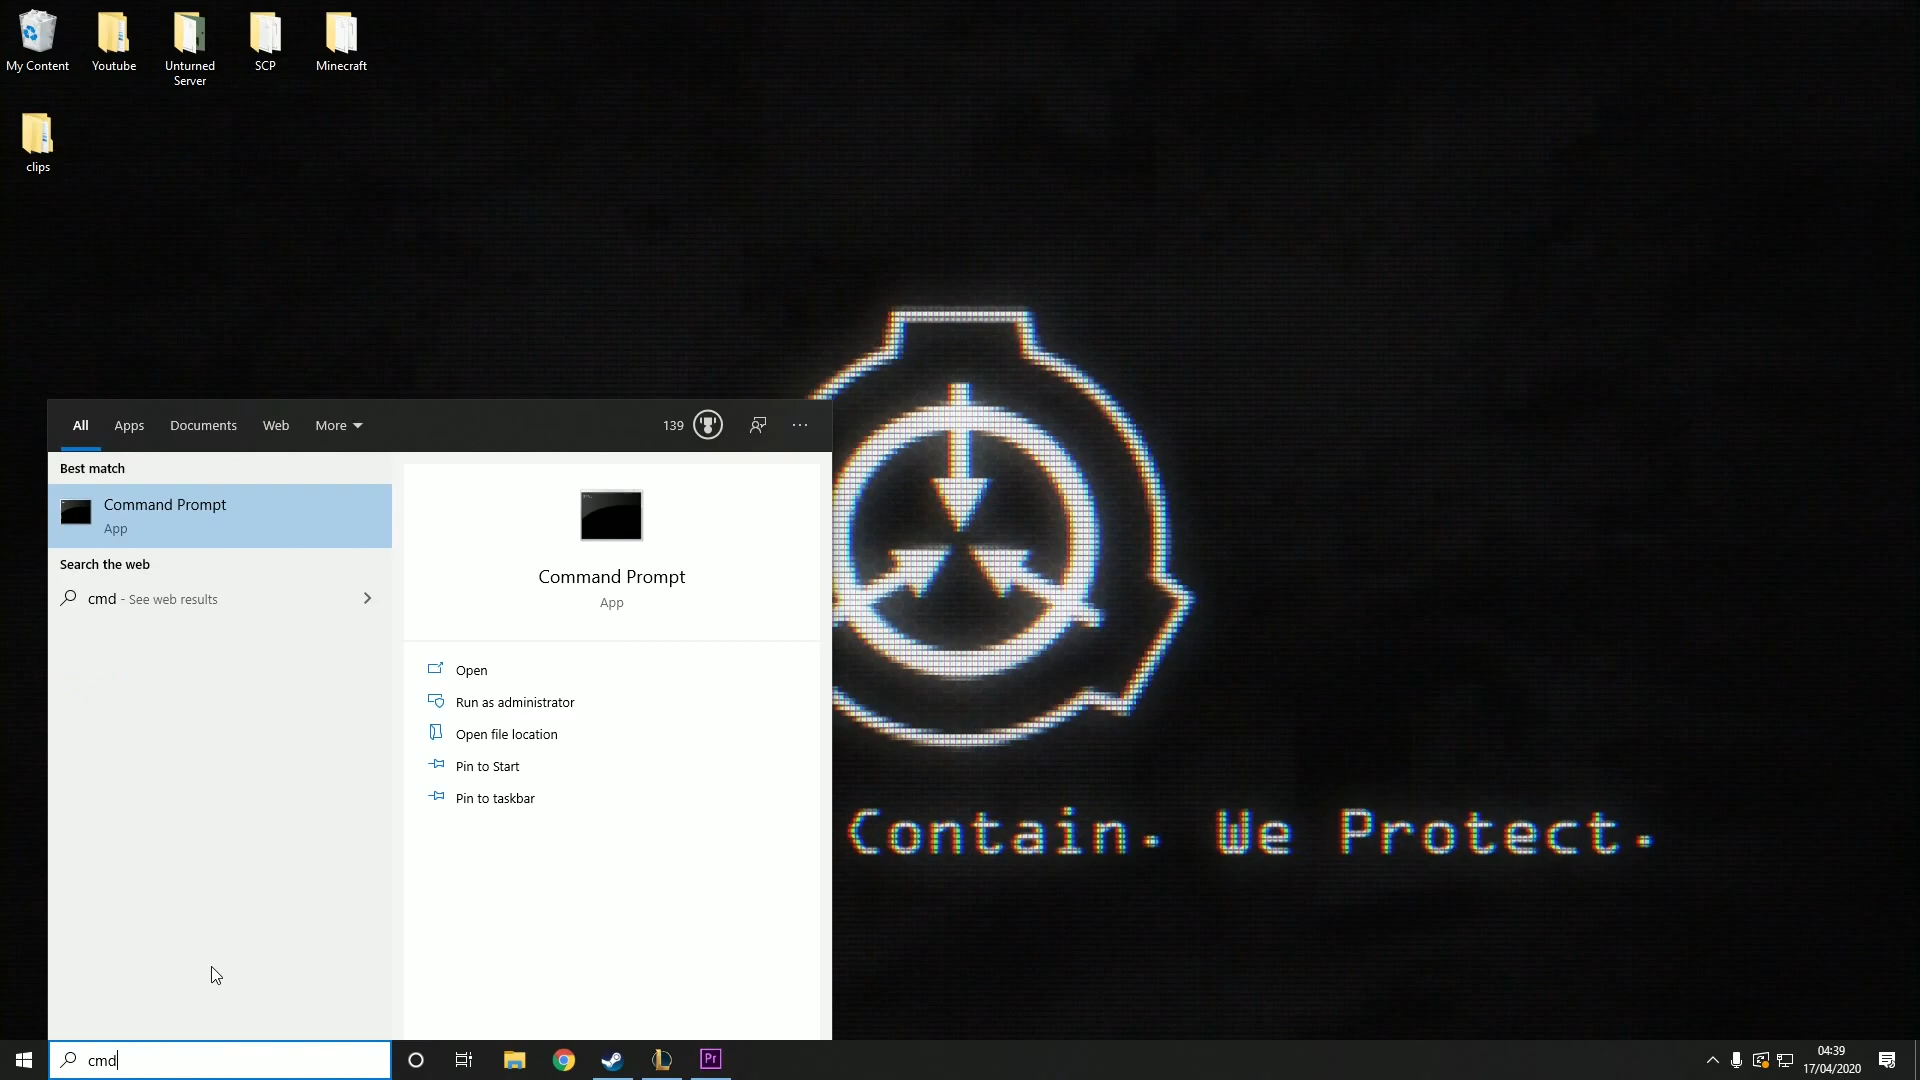 My Content
Youtube
Unturned
Server
SCP
Minecraft
clips
All
Apps
Documents
Web
More
139
Best match
Command Prompt
App
Search the web
cmd - See web results
Command Prompt
App
Open
Run as administrator
Open file location
Pin to Start
Pin to taskbar
Contain. We Protect.
cmd
Pr
04:39
17/04/2020